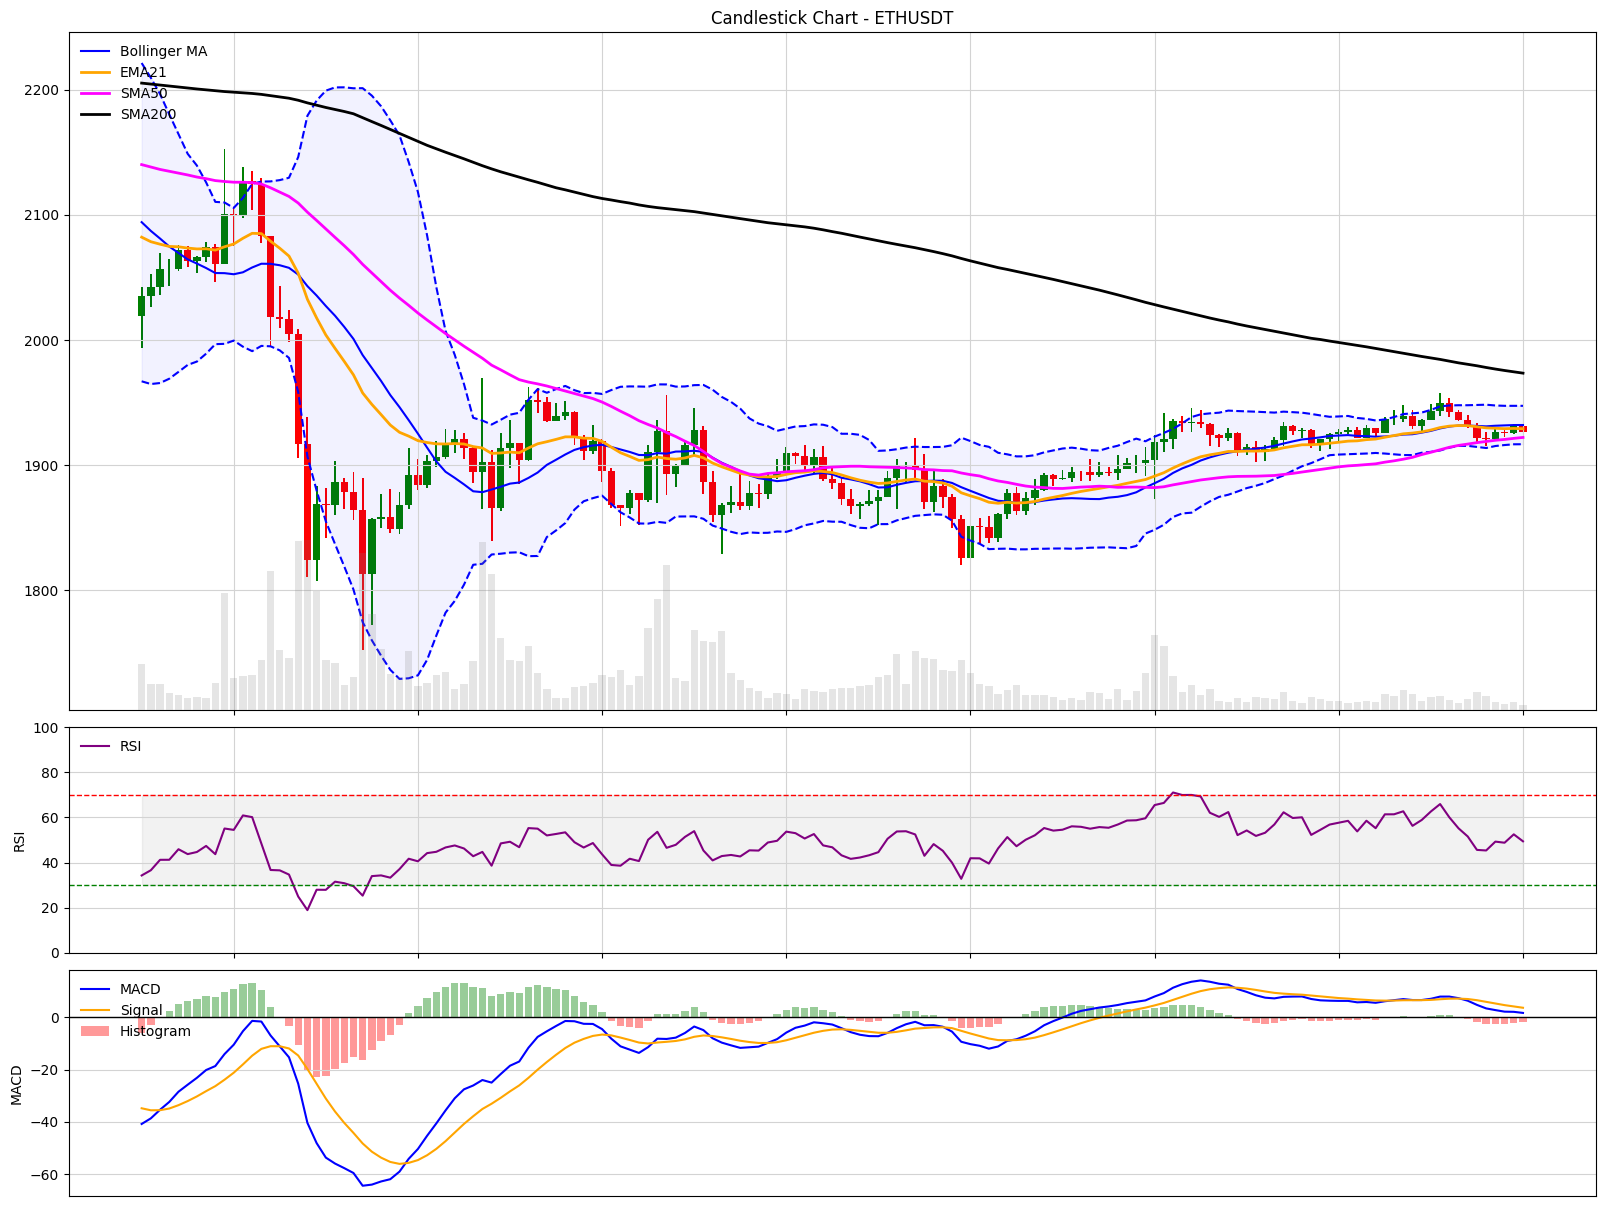 Candlestick Chart - ETHUSDT
Bollinger MA
EMA21
SMA50
SMA200
2200
2100
2000
1900
1800
RSI
100
80
60
40
20
0
RSI
MACD
Signal
Histogram
0
−20
−40
−60
MACD